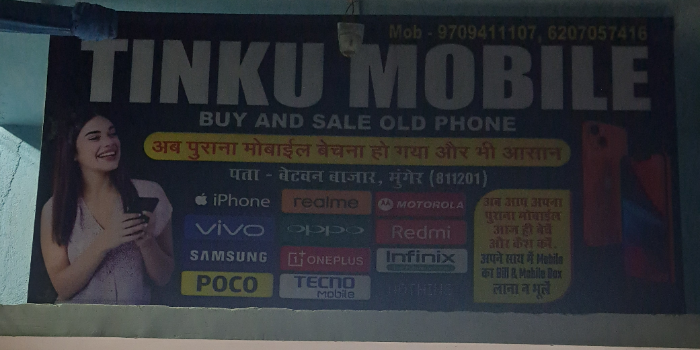 Mob - 9709411107, 6207057416
TINKU MOBILE
BUY AND SALE OLD PHONE
अब पुराना मोबाईल बेचना हो गया और भी आसान
पता - बेटवन बाजार, मुंगेर (811201)
iPhone realme MOTOROLA
vivo oppo Redmi
SAMSUNG ONEPLUS Infinix
POCO TECNO NOTHING
Mobile
अब आप अपना
पुराना मोबाईल
आज ही बेचें
और कैश करें.
अपने साथ में Mobile
का Bill & Mobile Box
लाना न भूलें